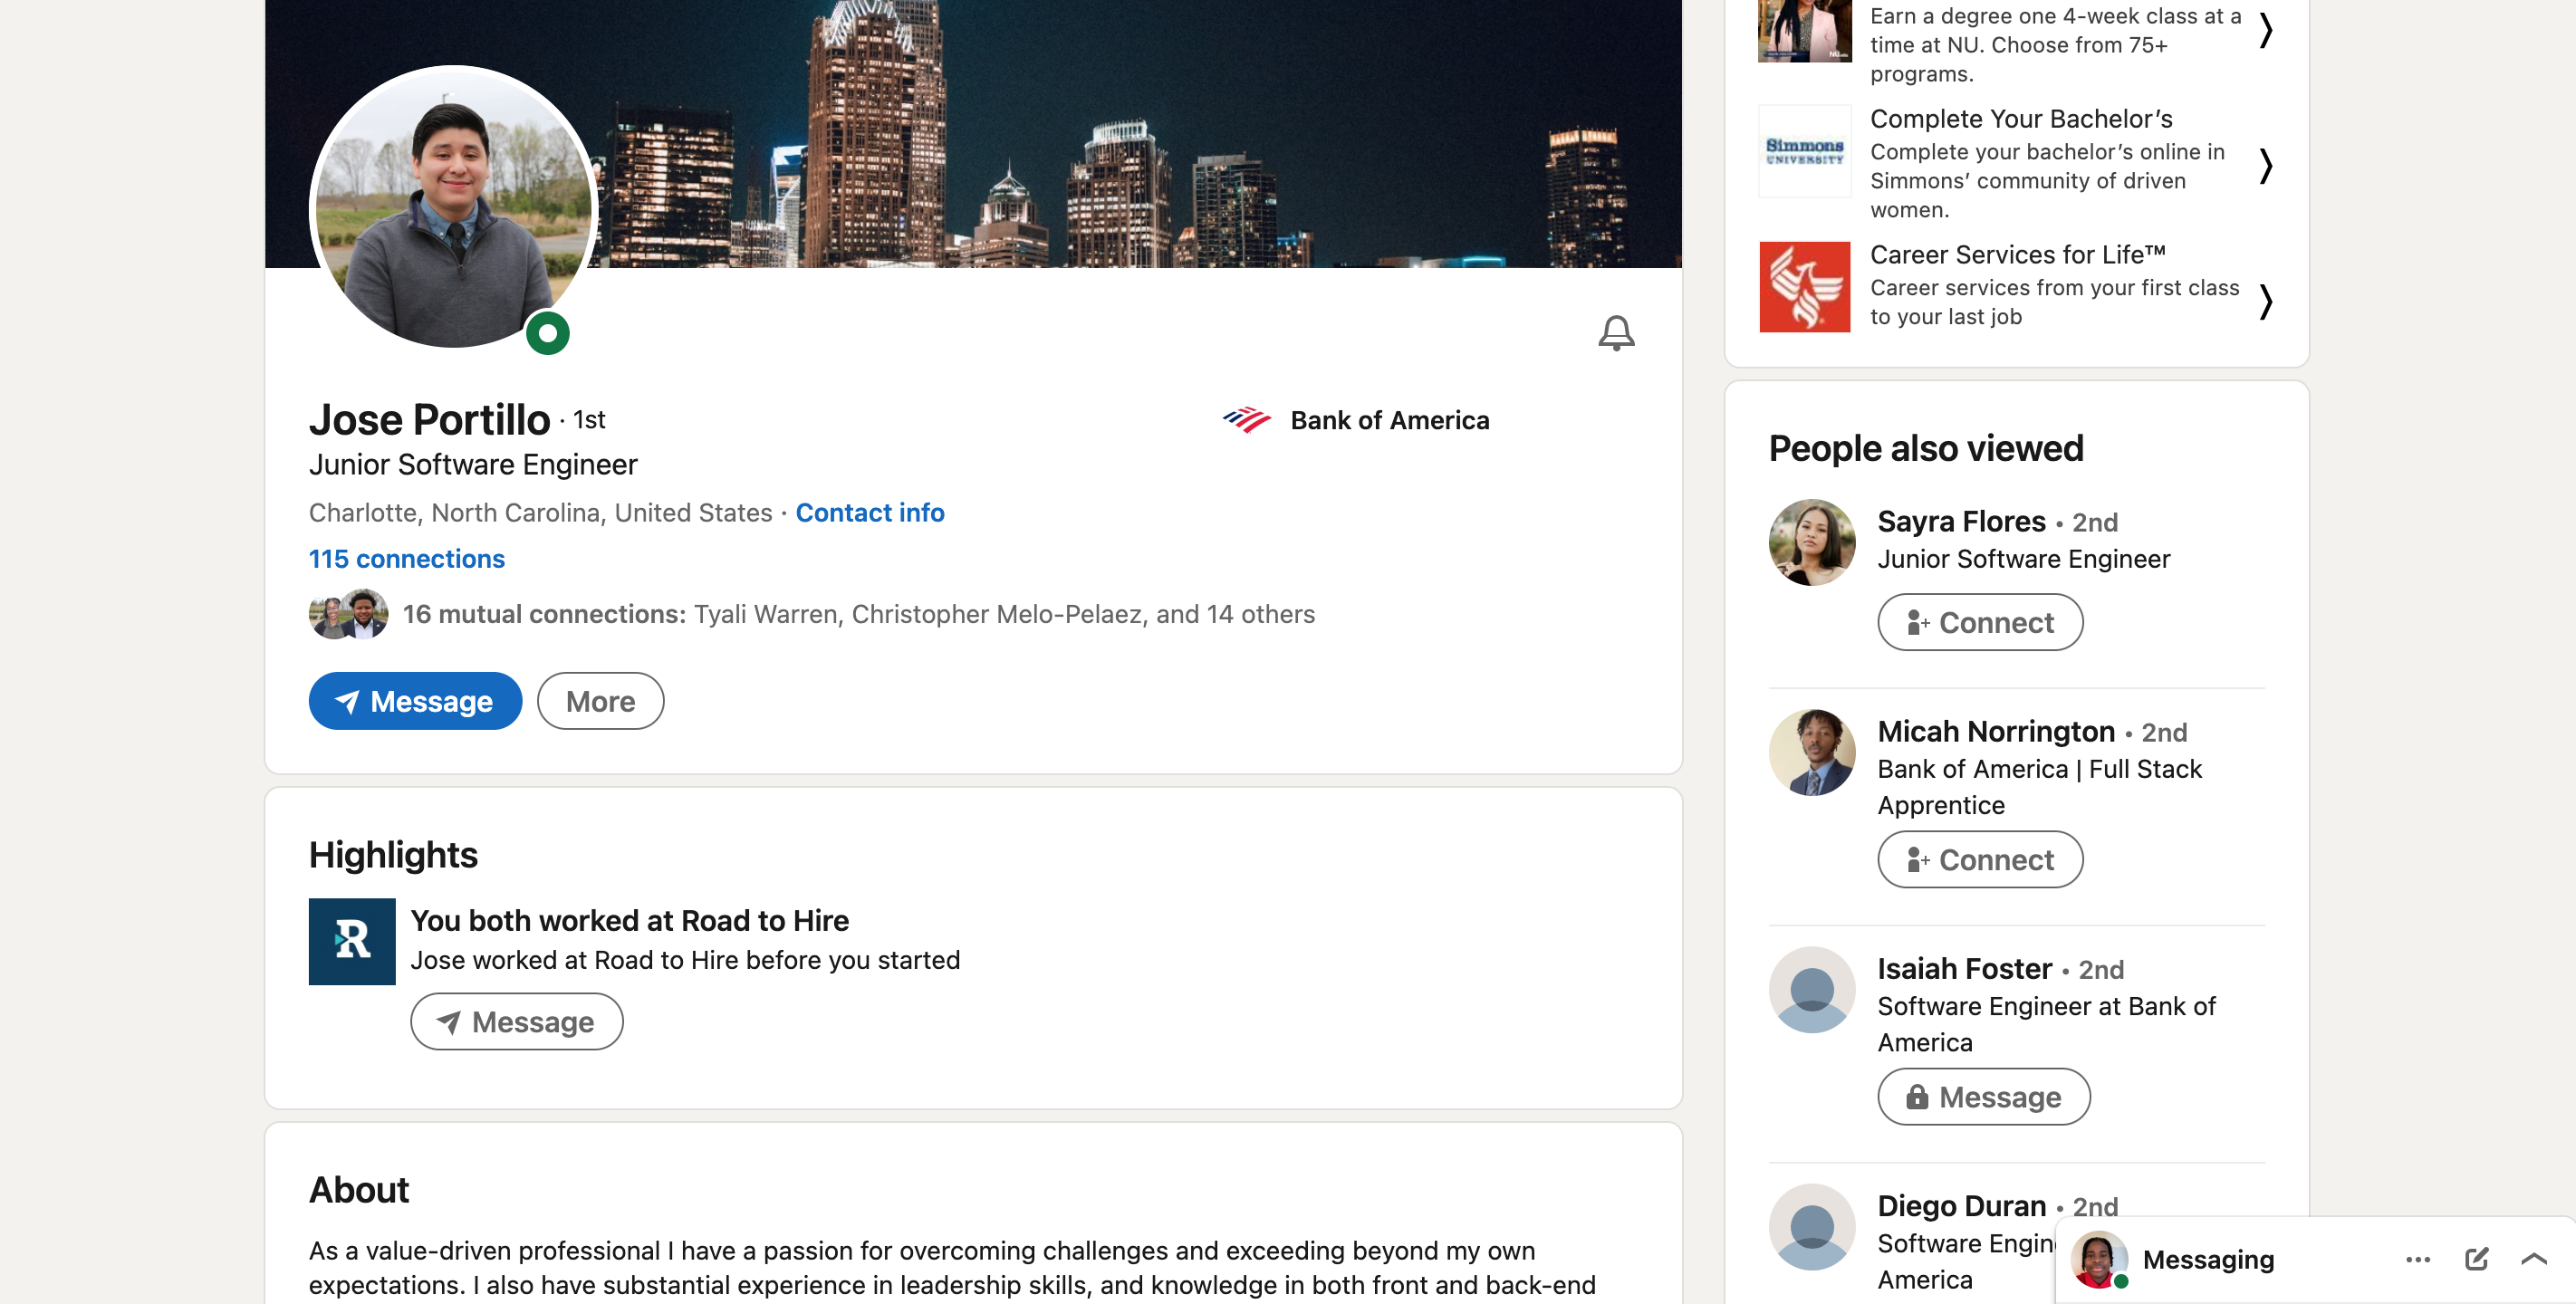 Jose Portillo · 1st
Bank of America
Junior Software Engineer
Charlotte, North Carolina, United States · Contact info
115 connections
16 mutual connections: Tyali Warren, Christopher Melo-Pelaez, and 14 others
Message
More
Highlights
R
You both worked at Road to Hire
Jose worked at Road to Hire before you started
Message
About
As a value-driven professional I have a passion for overcoming challenges and exceeding beyond my own
expectations. I also have substantial experience in leadership skills, and knowledge in both front and back-end
Earn a degree one 4-week class at a
time at NU. Choose from 75+
programs.
Simmons
UNIVERSITY
Complete Your Bachelor’s
Complete your bachelor’s online in
Simmons’ community of driven
women.
Career Services for Life™
Career services from your first class
to your last job
People also viewed
Sayra Flores • 2nd
Junior Software Engineer
Connect
Micah Norrington • 2nd
Bank of America | Full Stack
Apprentice
Connect
Isaiah Foster • 2nd
Software Engineer at Bank of
America
Message
Diego Duran • 2nd
Software Engin
America
Messaging